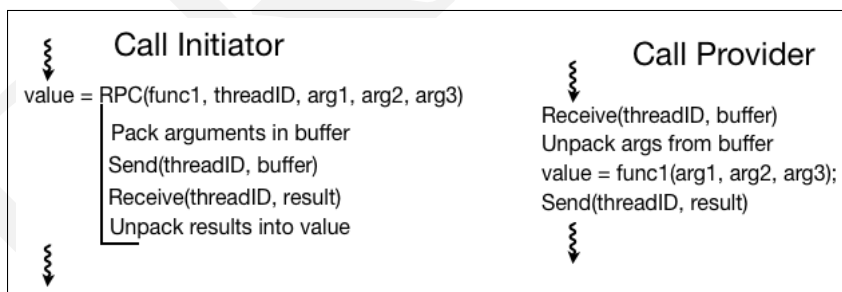 Call Initiator
value = RPC(func1, threadID, arg1, arg2, arg3)
Pack arguments in buffer
Send(threadID, buffer)
Receive(threadID, result)
Unpack results into value
Call Provider
Receive(threadID, buffer)
Unpack args from buffer
value = func1(arg1, arg2, arg3);
Send(threadID, result)